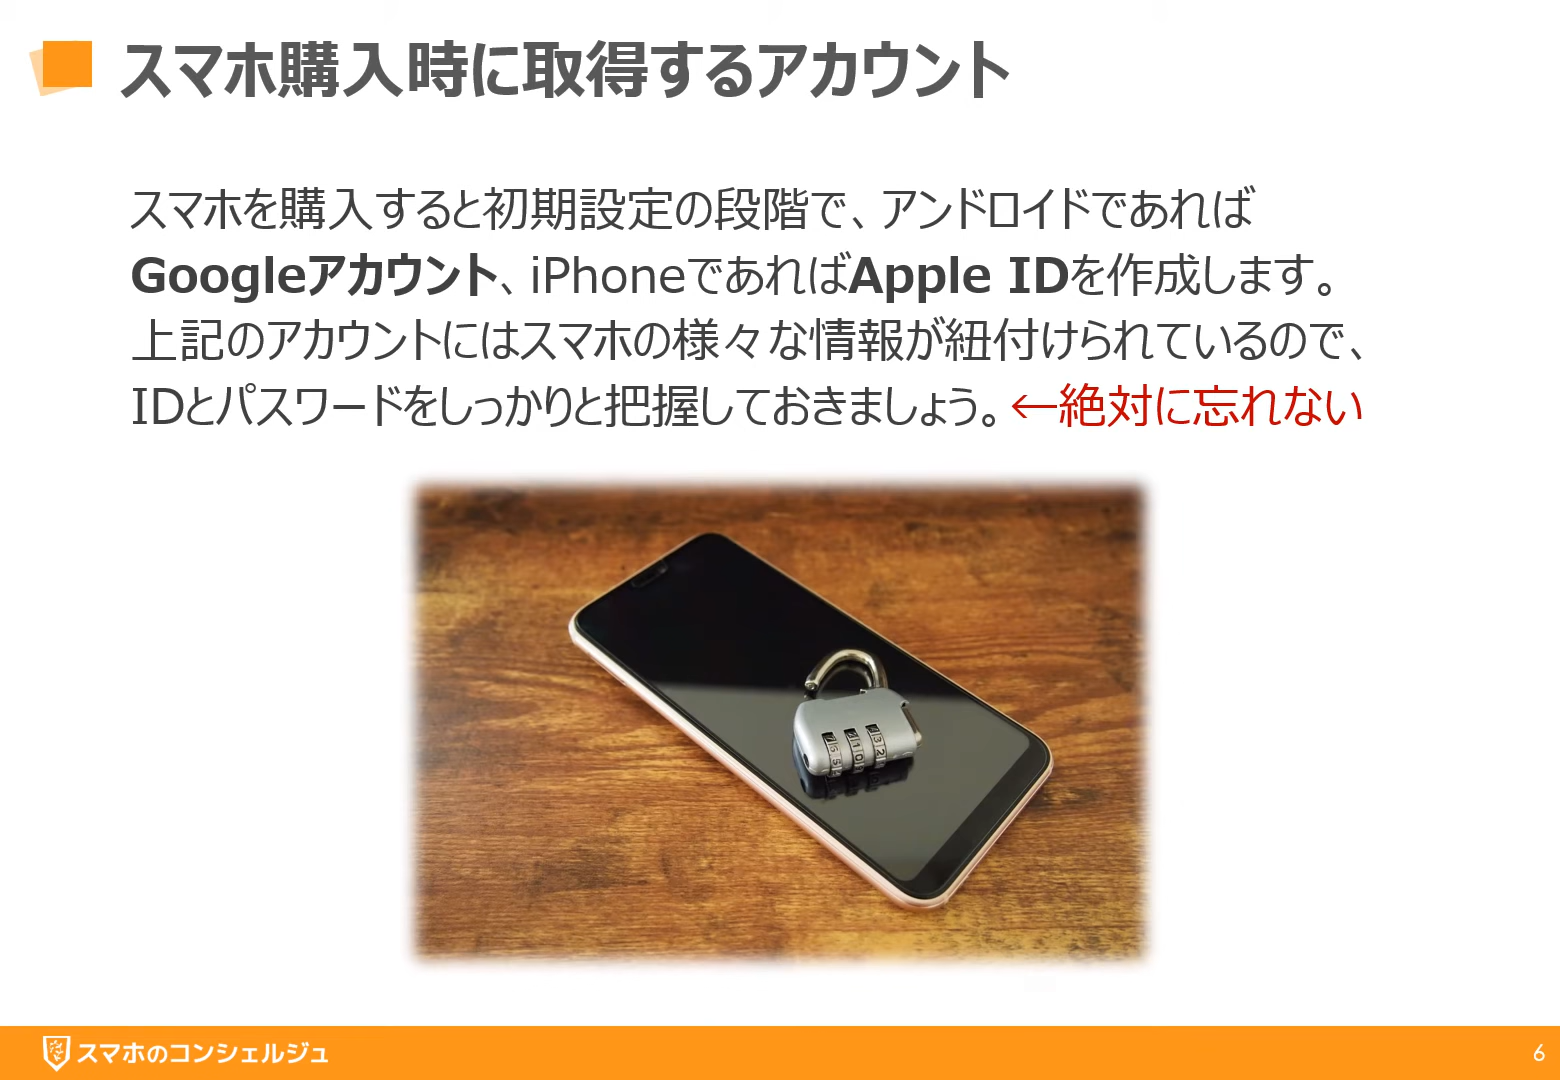 スマホ購入時に取得するアカウント
スマホを購入すると初期設定の段階で、アンドロイドであれば
Googleアカウント、iPhoneであればApple IDを作成します。
上記のアカウントにはスマホの様々な情報が紐付けられているので、
IDとパスワードをしっかりと把握しておきましょう。←絶対に忘れない
スマホのコンシェルジュ
6